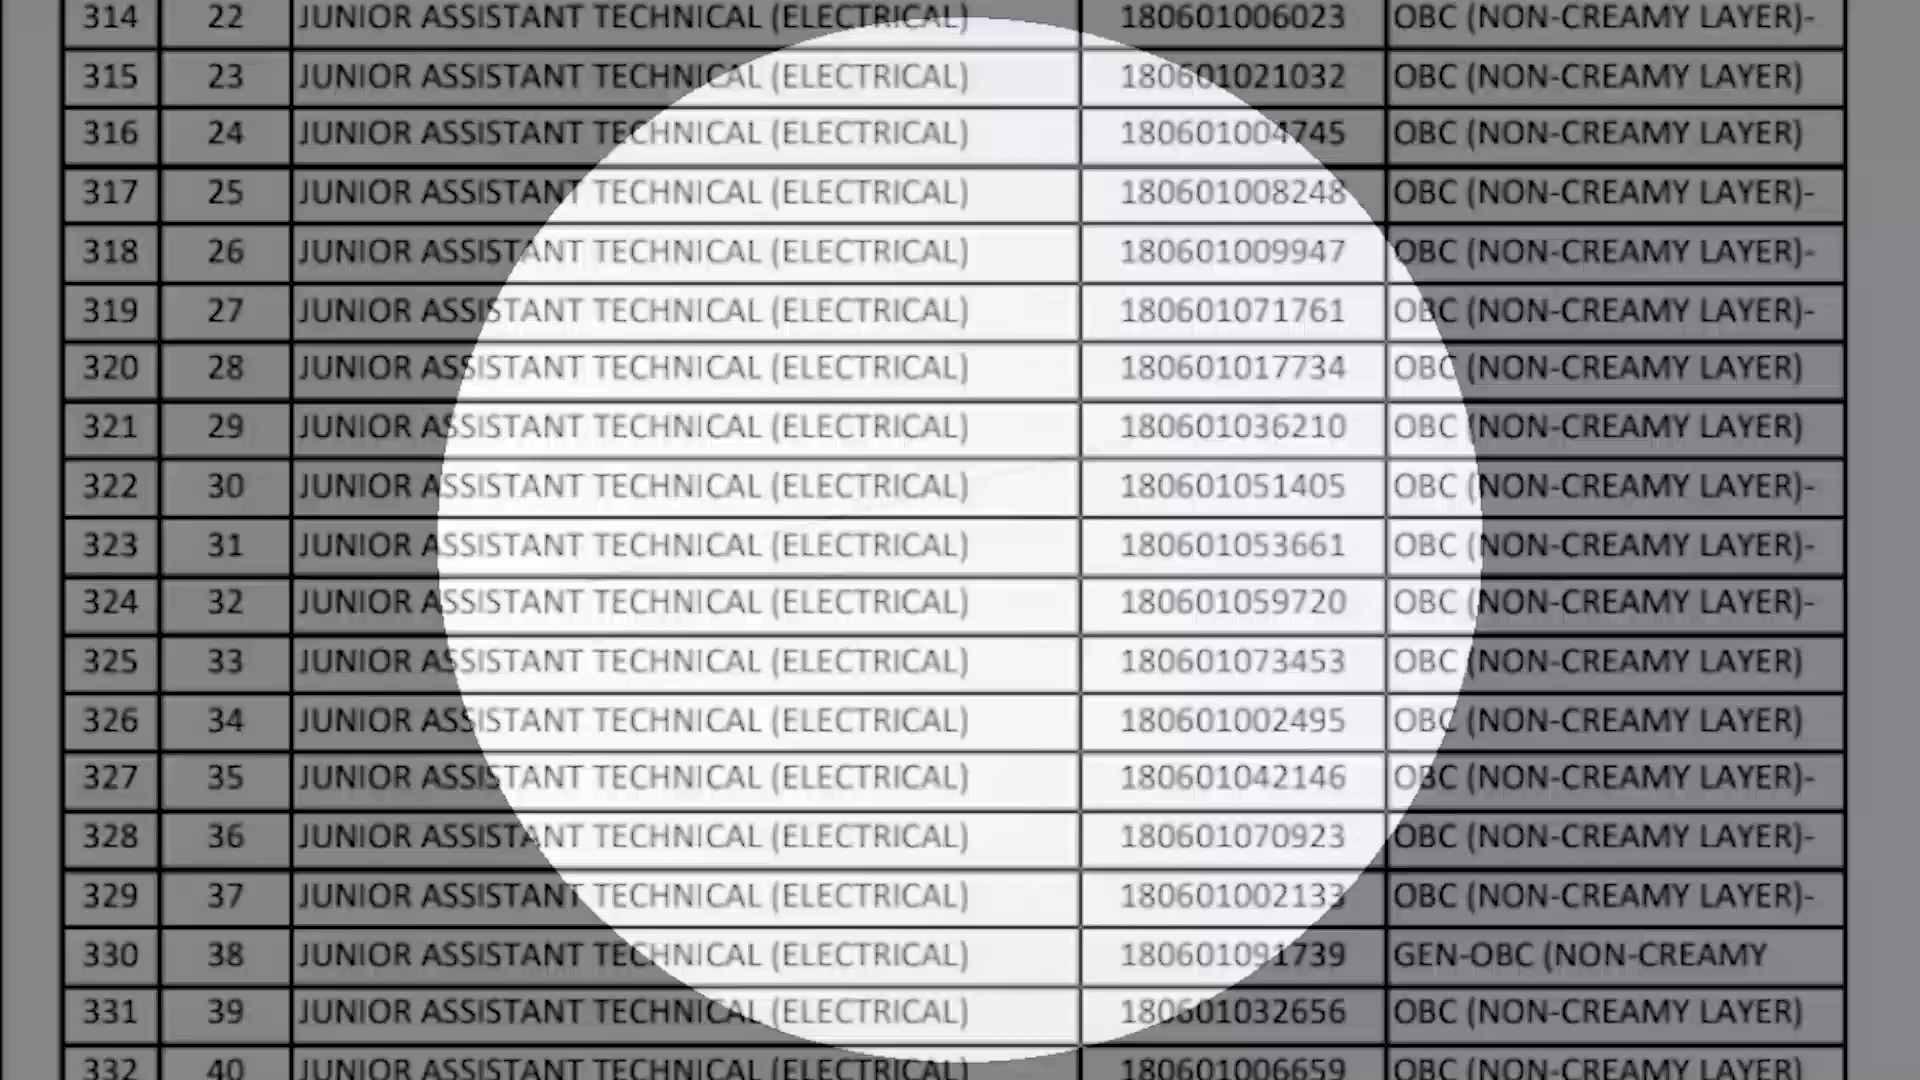 314 22 JUNIOR ASSISTANT TECHNICAL (ELECTRICAL) 180601006023 OBC (NON-CREAMY LAYER)-
315 23 JUNIOR ASSISTANT TECHNICAL (ELECTRICAL) 180601021032 OBC (NON-CREAMY LAYER)
316 24 JUNIOR ASSISTANT TECHNICAL (ELECTRICAL) 180601004745 OBC (NON-CREAMY LAYER)
317 25 JUNIOR ASSISTANT TECHNICAL (ELECTRICAL) 180601008248 OBC (NON-CREAMY LAYER)-
318 26 JUNIOR ASSISTANT TECHNICAL (ELECTRICAL) 180601009947 OBC (NON-CREAMY LAYER)-
319 27 JUNIOR ASSISTANT TECHNICAL (ELECTRICAL) 180601071761 OBC (NON-CREAMY LAYER)-
320 28 JUNIOR ASSISTANT TECHNICAL (ELECTRICAL) 180601017734 OBC (NON-CREAMY LAYER)
321 29 JUNIOR ASSISTANT TECHNICAL (ELECTRICAL) 180601036210 OBC (NON-CREAMY LAYER)
322 30 JUNIOR ASSISTANT TECHNICAL (ELECTRICAL) 180601051405 OBC (NON-CREAMY LAYER)-
323 31 JUNIOR ASSISTANT TECHNICAL (ELECTRICAL) 180601053661 OBC (NON-CREAMY LAYER)-
324 32 JUNIOR ASSISTANT TECHNICAL (ELECTRICAL) 180601059720 OBC (NON-CREAMY LAYER)-
325 33 JUNIOR ASSISTANT TECHNICAL (ELECTRICAL) 180601073453 OBC (NON-CREAMY LAYER)
326 34 JUNIOR ASSISTANT TECHNICAL (ELECTRICAL) 180601002495 OBC (NON-CREAMY LAYER)
327 35 JUNIOR ASSISTANT TECHNICAL (ELECTRICAL) 180601042146 OBC (NON-CREAMY LAYER)-
328 36 JUNIOR ASSISTANT TECHNICAL (ELECTRICAL) 180601070923 OBC (NON-CREAMY LAYER)-
329 37 JUNIOR ASSISTANT TECHNICAL (ELECTRICAL) 180601002133 OBC (NON-CREAMY LAYER)-
330 38 JUNIOR ASSISTANT TECHNICAL (ELECTRICAL) 180601091739 GEN-OBC (NON-CREAMY
331 39 JUNIOR ASSISTANT TECHNICAL (ELECTRICAL) 180601032656 OBC (NON-CREAMY LAYER)
332 40 JUNIOR ASSISTANT TECHNICAL (ELECTRICAL) 180601006659 OBC (NON-CREAMY LAYER)